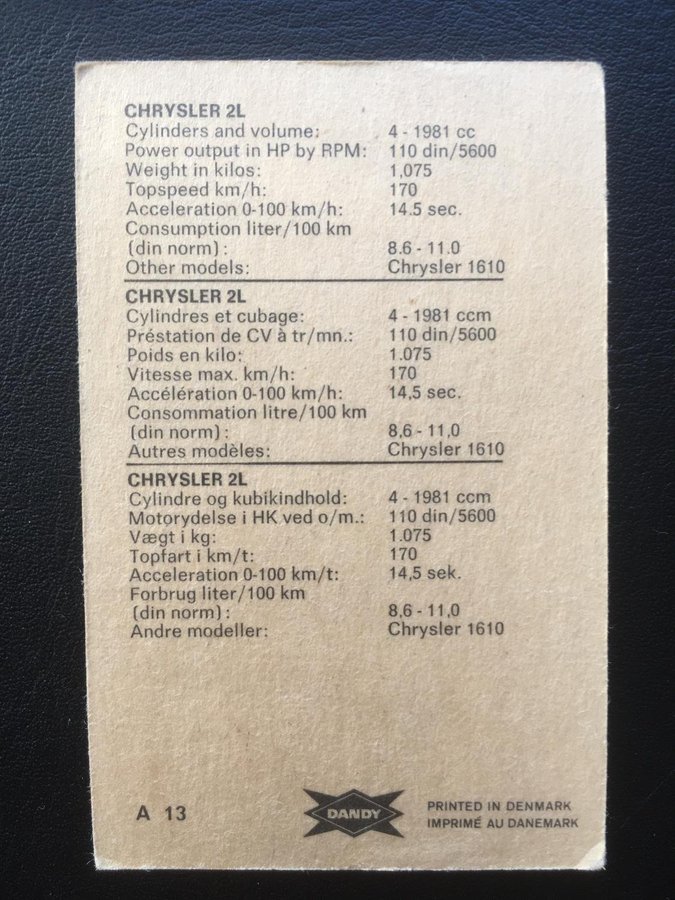 CHRYSLER 2L
Cylinders and volume: 4 - 1981 cc
Power output in HP by RPM: 110 din/5600
Weight in kilos: 1,075
Topspeed km/h: 170
Acceleration 0-100 km/h: 14.5 sec.
Consumption liter/100 km
(din norm): 8.6 - 11.0
Other models: Chrysler 1610
CHRYSLER 2L
Cylindres et cubage: 4 - 1981 ccm
Préstation de CV à tr/mn.: 110 din/5600
Poids en kilo: 1.075
Vitesse max. km/h: 170
Accélération 0-100 km/h: 14,5 sec.
Consommation litre/100 km
(din norm): 8,6 - 11,0
Autres modèles: Chrysler 1610
CHRYSLER 2L
Cylindre og kubikindhold: 4 - 1981 ccm
Motorydelse i HK ved o/m.: 110 din/5600
Vægt i kg: 1.075
Topfart i km/t: 170
Acceleration 0-100 km/t: 14,5 sek.
Forbrug liter/100 km
(din norm): 8,6 - 11,0
Andre modeller: Chrysler 1610
A 13
DANDY
PRINTED IN DENMARK
IMPRIMÉ AU DANEMARK